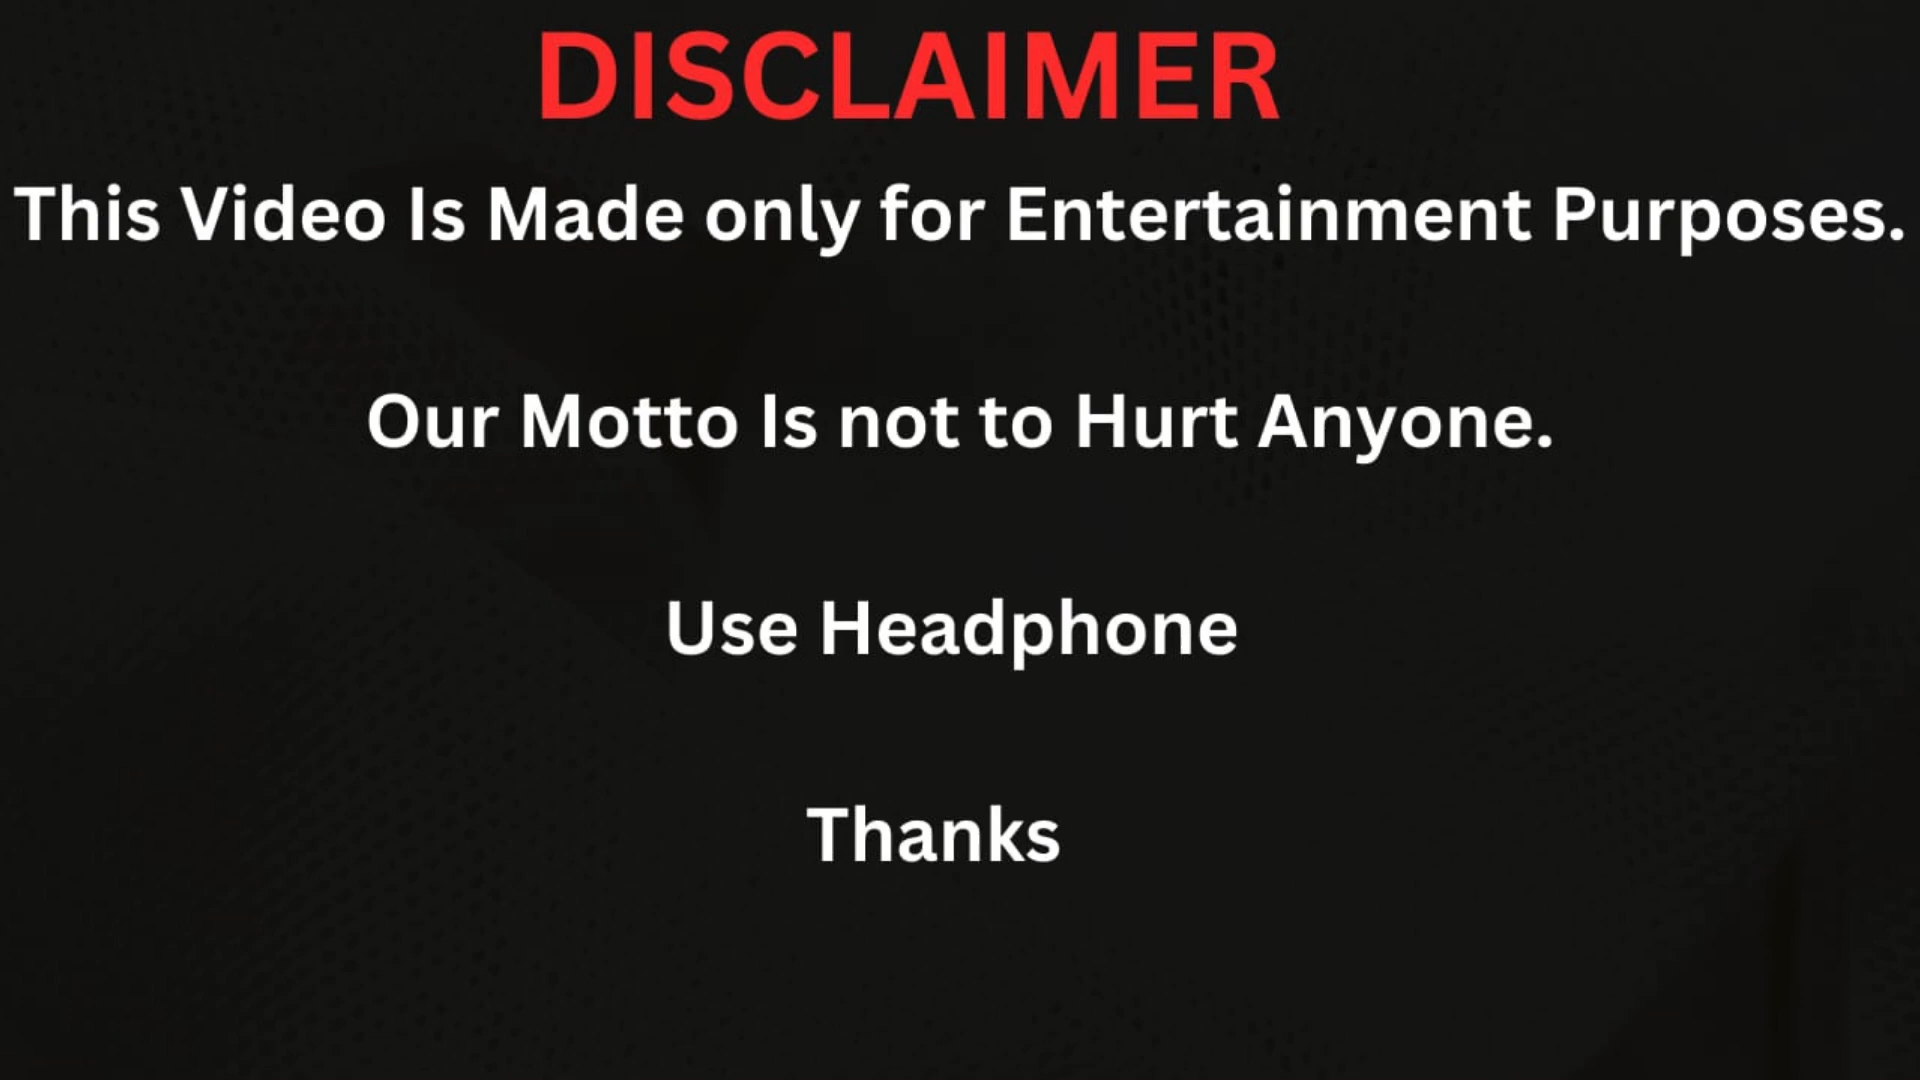 DISCLAIMER
This Video Is Made only for Entertainment Purposes.
Our Motto Is not to Hurt Anyone.
Use Headphone
Thanks